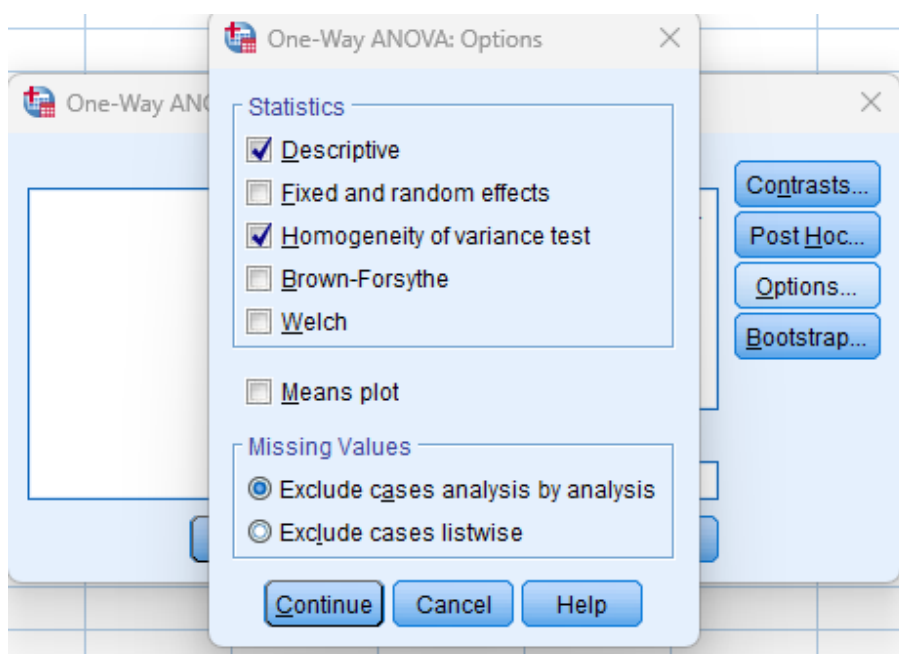 One-Way ANOVA: Options
One-Way ANO
Statistics
Descriptive
Fixed and random effects
Homogeneity of variance test
Brown-Forsythe
Welch
Means plot
Missing Values
Exclude cases analysis by analysis
Exclude cases listwise
Continue Cancel Help
Contrasts...
Post Hoc...
Options...
Bootstrap...